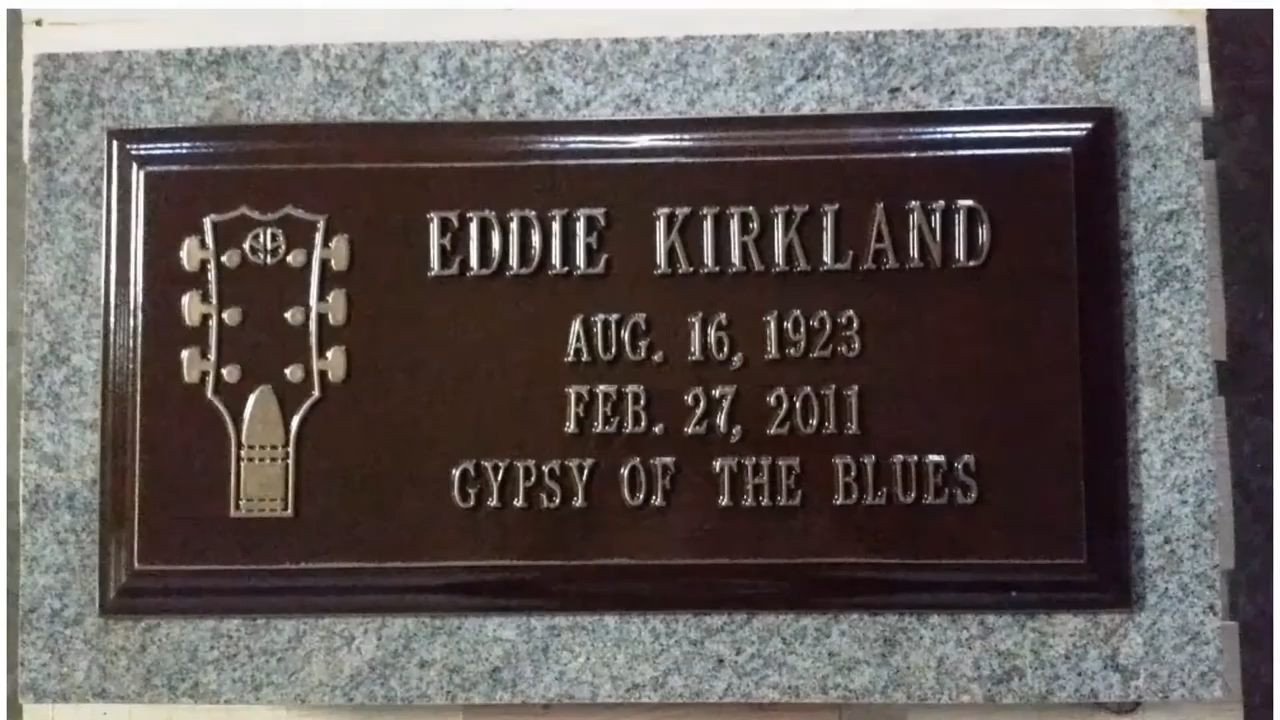 EDDIE KIRKLAND
AUG. 16, 1923
FEB. 27, 2011
GYPSY OF THE BLUES